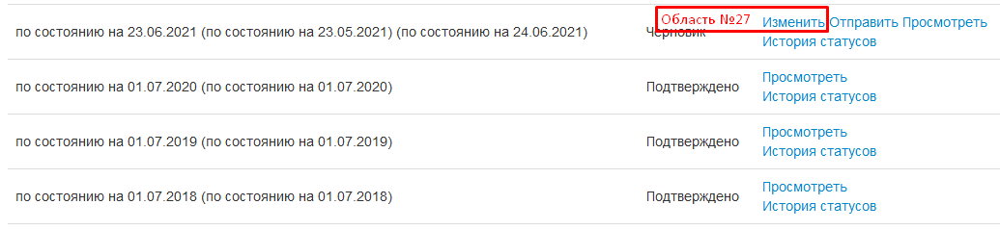 Область №27
по состоянию на 23.06.2021 (по состоянию на 23.05.2021) (по состоянию на 24.06.2021) Черновик Изменить Отправить Просмотреть
История статусов
по состоянию на 01.07.2020 (по состоянию на 01.07.2020) Подтверждено Просмотреть
История статусов
по состоянию на 01.07.2019 (по состоянию на 01.07.2019) Подтверждено Просмотреть
История статусов
по состоянию на 01.07.2018 (по состоянию на 01.07.2018) Подтверждено Просмотреть
История статусов